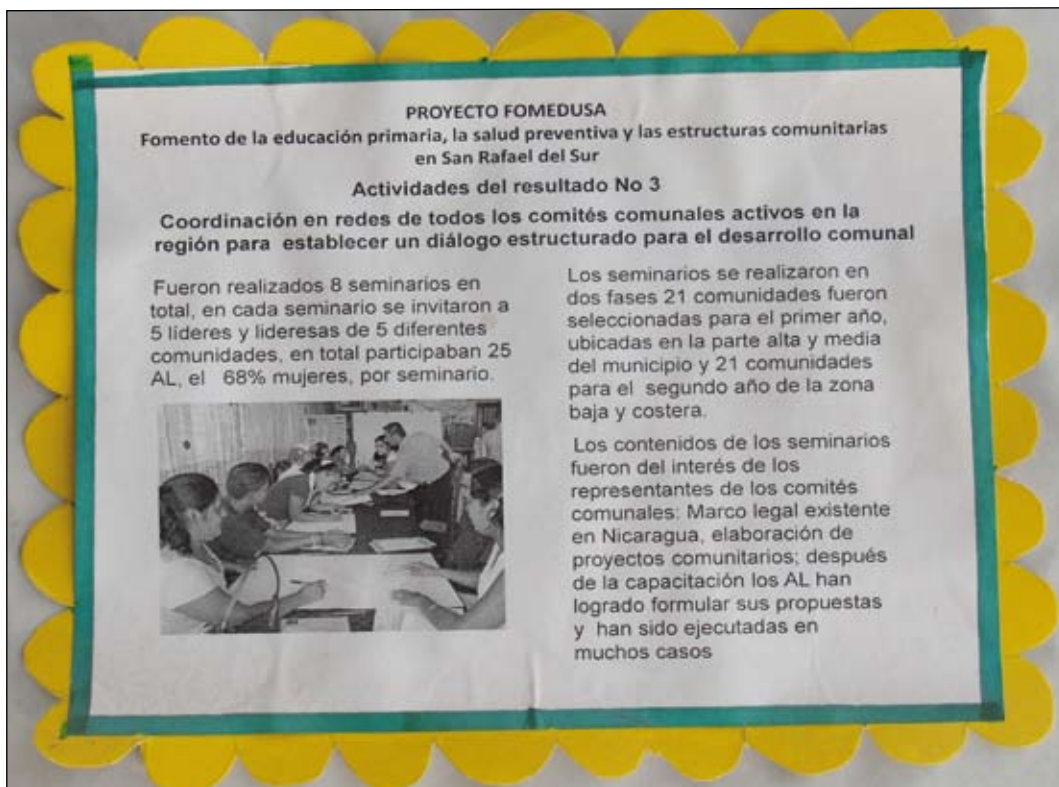 PROYECTO FOMEDUSA
Fomento de la educación primaria, la salud preventiva y las estructuras comunitarias
en San Rafael del Sur
Actividades del resultado No 3
Coordinación en redes de todos los comités comunales activos en la
región para establecer un diálogo estructurado para el desarrollo comunal
Fueron realizados 8 seminarios en
total, en cada seminario se invitaron a
5 líderes y lideresas de 5 diferentes
comunidades, en total participaban 25
AL, el 68% mujeres, por seminario.
Los seminarios se realizaron en
dos fases 21 comunidades fueron
seleccionadas para el primer año,
ubicadas en la parte alta y media
del municipio y 21 comunidades
para el segundo año de la zona
baja y costera.
Los contenidos de los seminarios
fueron del interés de los
representantes de los comités
comunales: Marco legal existente
en Nicaragua, elaboración de
proyectos comunitarios; después
de la capacitación los AL han
logrado formular sus propuestas
y han sido ejecutadas en
muchos casos